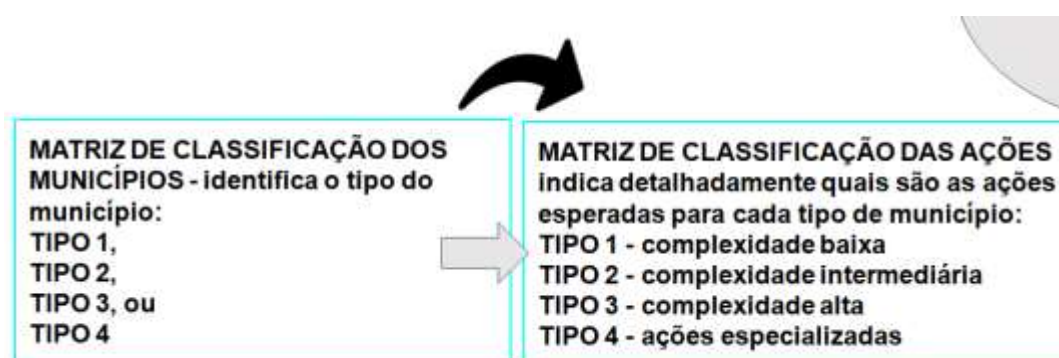 MATRIZ DE CLASSIFICAÇÃO DOS
MUNICÍPIOS - identifica o tipo do
município:
TIPO 1,
TIPO 2,
TIPO 3, ou
TIPO 4
MATRIZ DE CLASSIFICAÇÃO DAS AÇÕES
indica detalhadamente quais são as ações
esperadas para cada tipo de município:
TIPO 1 - complexidade baixa
TIPO 2 - complexidade intermediária
TIPO 3 - complexidade alta
TIPO 4 - ações especializadas